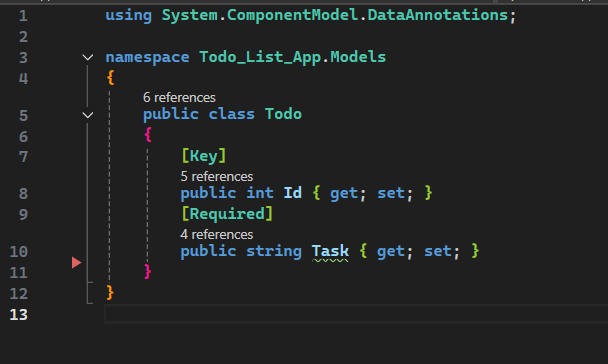 1 using System.ComponentModel.DataAnnotations;
2
3 namespace Todo_List_App.Models
4 {
6 references
5 public class Todo
6 {
7 [Key]
5 references
8 public int Id { get; set; }
9 [Required]
4 references
10 public string Task { get; set; }
11 }
12 }
13